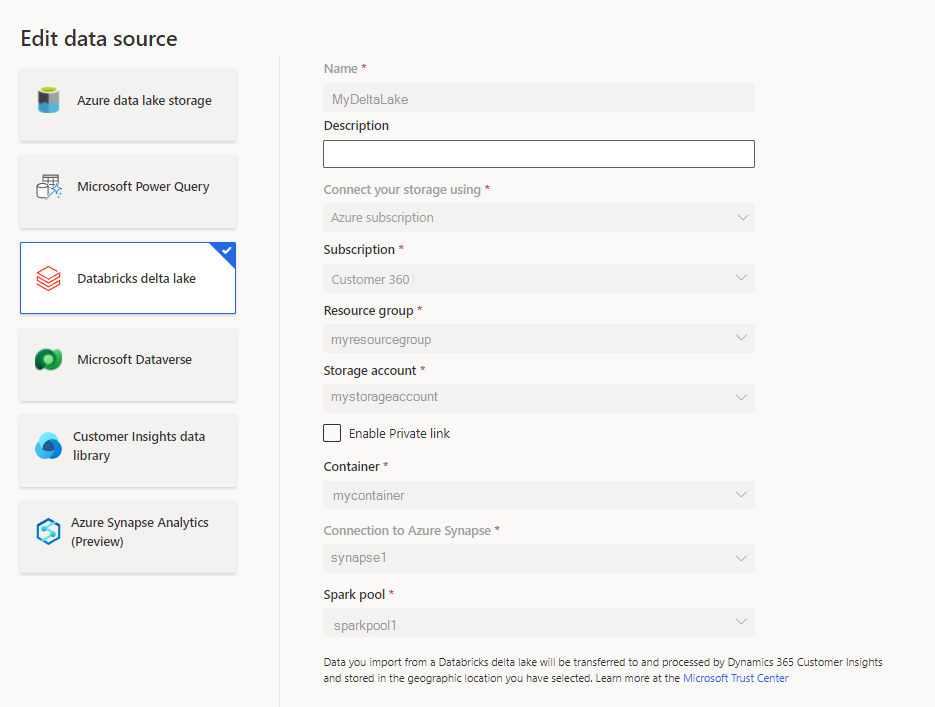 Edit data source
Azure data lake storage
Microsoft Power Query
Databricks delta lake
Microsoft Dataverse
Customer Insights data
library
Azure Synapse Analytics
(Preview)
Name *
MyDeltaLake
Description
Connect your storage using *
Azure subscription
Subscription *
Customer 360
Resource group *
myresourcegroup
Storage account *
mystorageaccount
Enable Private link
Container *
mycontainer
Connection to Azure Synapse *
synapse1
Spark pool *
sparkpool1
Data you import from a Databricks delta lake will be transferred to and processed by Dynamics 365 Customer Insights
and stored in the geographic location you have selected. Learn more at the Microsoft Trust Center